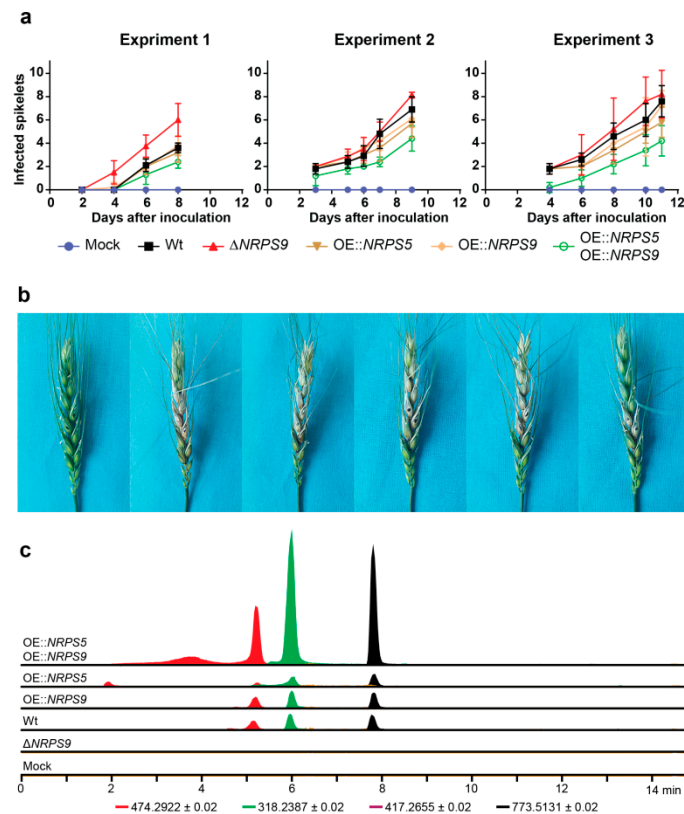 a
Expriment 1
Experiment 2
Experiment 3
Infected spikelets
10
8
6
4
2
0
0 2 4 6 8 10 12
10
8
6
4
2
0
0 2 4 6 8 10 12
10
8
6
4
2
0
2 4 6 8 10 12
Days after inoculation
Days after inoculation
Days after inoculation
Mock
Wt
ΔNRPS9
OE::NRPS5
OE::NRPS9
OE::NRPS5
OE::NRPS9
b
c
OE::NRPS5
OE::NRPS9
OE::NRPS5
OE::NRPS9
Wt
ΔNRPS9
Mock
0 2 4 6 8 10 12 14 min
474.2922 ± 0.02
318.2387 ± 0.02
417.2655 ± 0.02
773.5131 ± 0.02